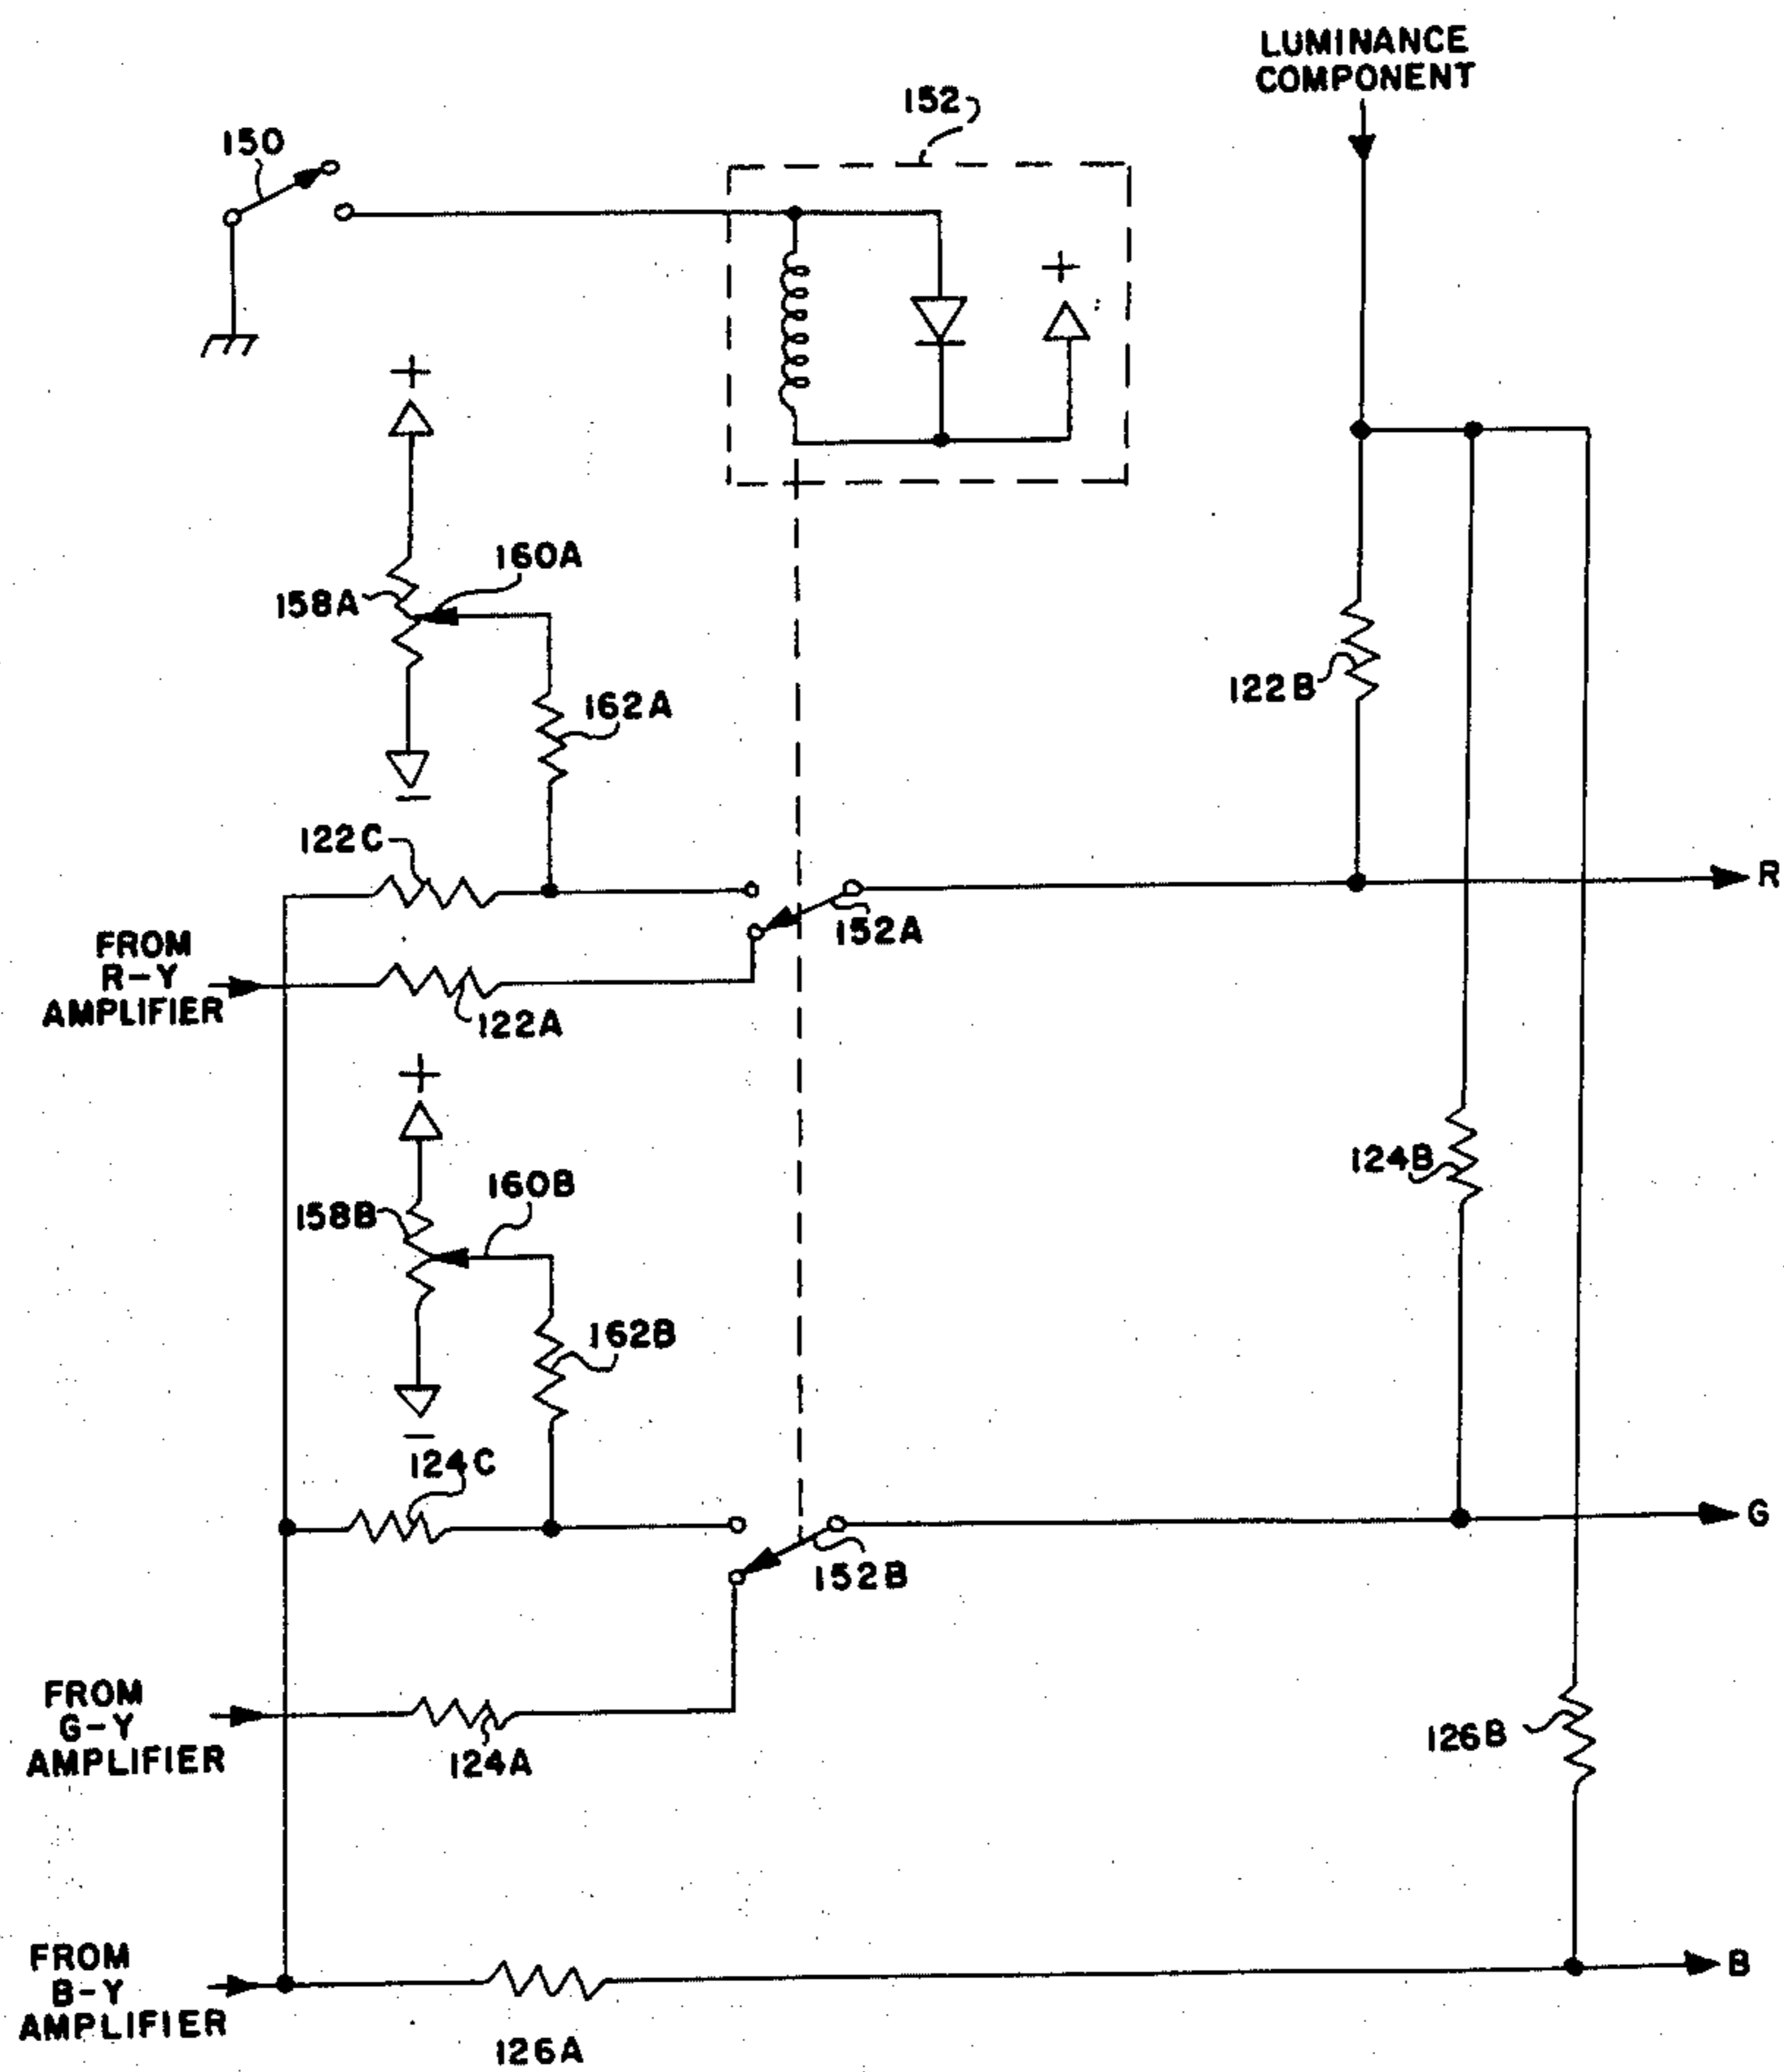 LUMINANCE
COMPONENT
152
150
+
+
160A
158A
162A
122B
122C
R
152A
FROM
R-Y
AMPLIFIER
122A
+
124B
160B
158B
162B
124C
G
152B
FROM
G-Y
AMPLIFIER
124A
126B
FROM
B-Y
AMPLIFIER
B
126A